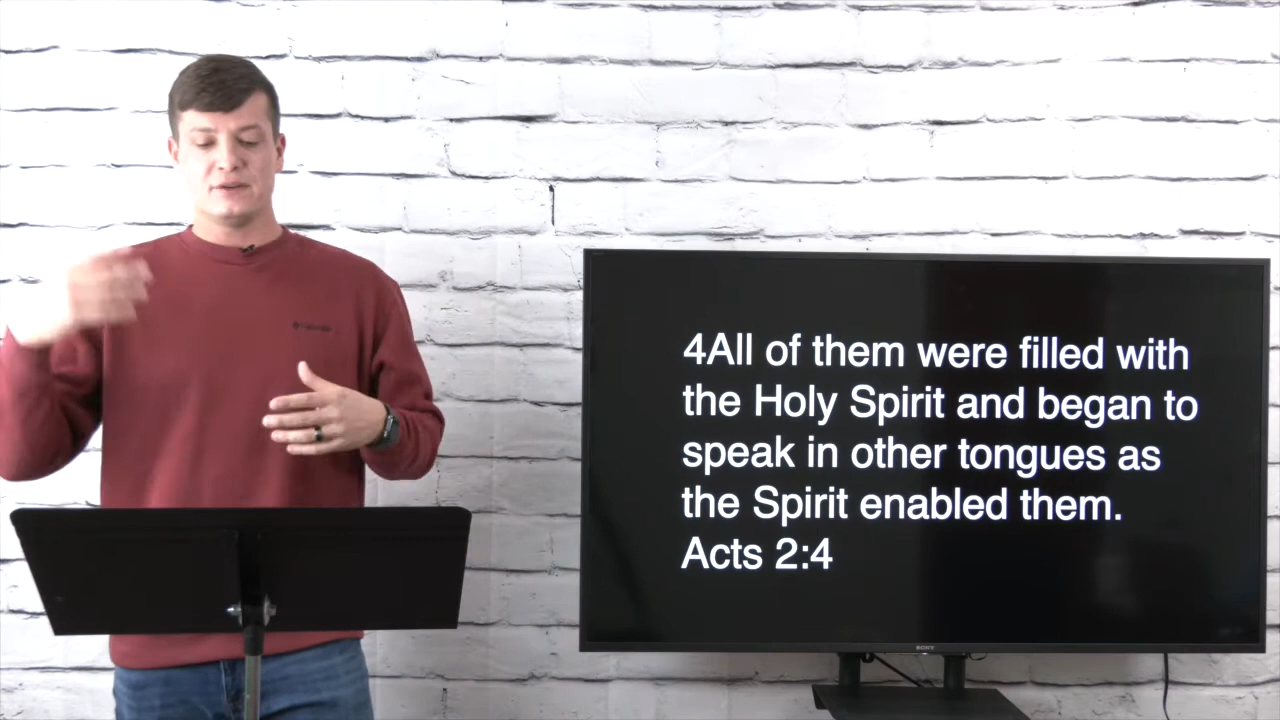 4All of them were filled with
the Holy Spirit and began to
speak in other tongues as
the Spirit enabled them.
Acts 2:4
SONY